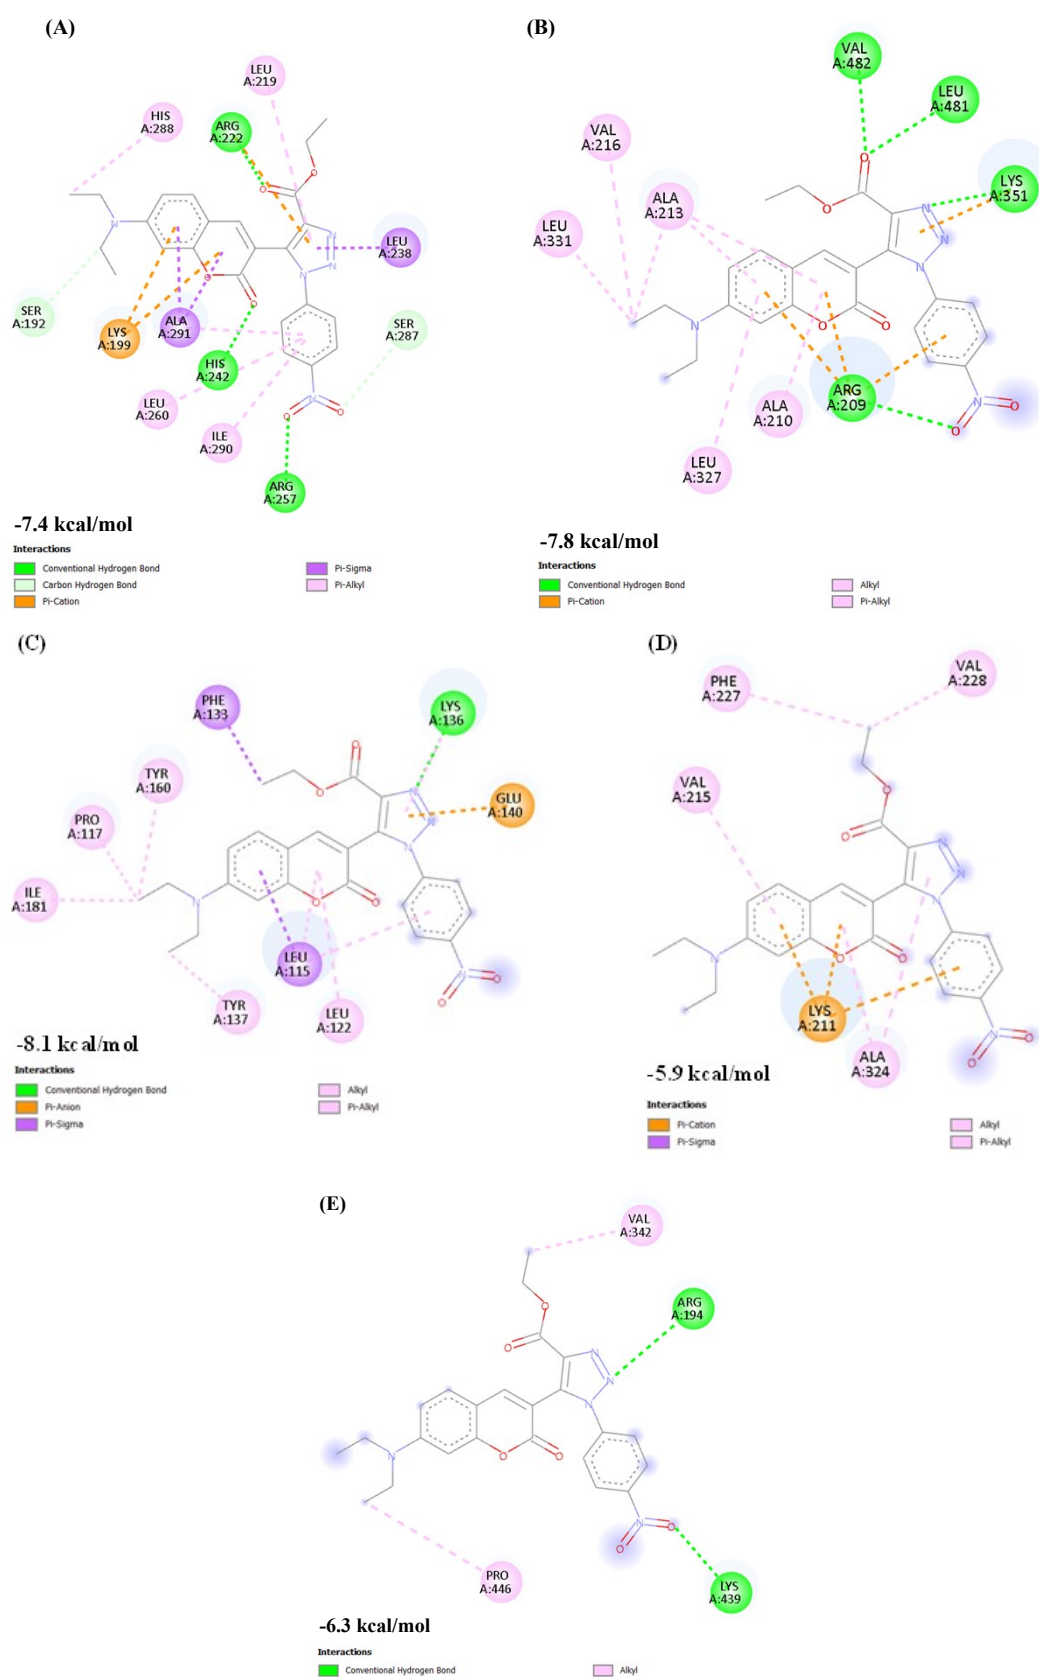 (A)
LEU
A:219
HIS
A:288
ARG
A:222
LEU
A:238
SER
A:192
LYS
A:199
ALA
A:291
HIS
A:242
SER
A:287
LEU
A:260
ILE
A:290
ARG
A:257
N
O
O
N
N
N
O
O
N
O
O
-7.4 kcal/mol
Interactions
Conventional Hydrogen Bond
Carbon Hydrogen Bond
Pi-Cation
Pi-Sigma
Pi-Alkyl
(B)
VAL
A:482
LEU
A:481
VAL
A:216
ALA
A:213
LYS
A:351
LEU
A:331
ARG
A:209
ALA
A:210
LEU
A:327
O
O
N
N
N
N
O
O
N
O
O
-7.8 kcal/mol
Interactions
Conventional Hydrogen Bond
Pi-Cation
Alkyl
Pi-Alkyl
(C)
PHE
A:133
LYS
A:136
TYR
A:160
GLU
A:140
PRO
A:117
ILE
A:181
LEU
A:115
TYR
A:137
LEU
A:122
O
O
N
N
N
N
O
O
N
O
O
-8.1 kcal/mol
Interactions
Conventional Hydrogen Bond
Pi-Anion
Pi-Sigma
Alkyl
Pi-Alkyl
(D)
PHE
A:227
VAL
A:228
VAL
A:215
LYS
A:211
ALA
A:324
O
O
N
N
N
N
O
O
N
O
O
-5.9 kcal/mol
Interactions
Pi-Cation
Pi-Sigma
Alkyl
Pi-Alkyl
(E)
VAL
A:342
ARG
A:194
PRO
A:446
LYS
A:439
O
O
N
N
N
N
O
O
N
O
O
-6.3 kcal/mol
Interactions
Conventional Hydrogen Bond
Alkyl